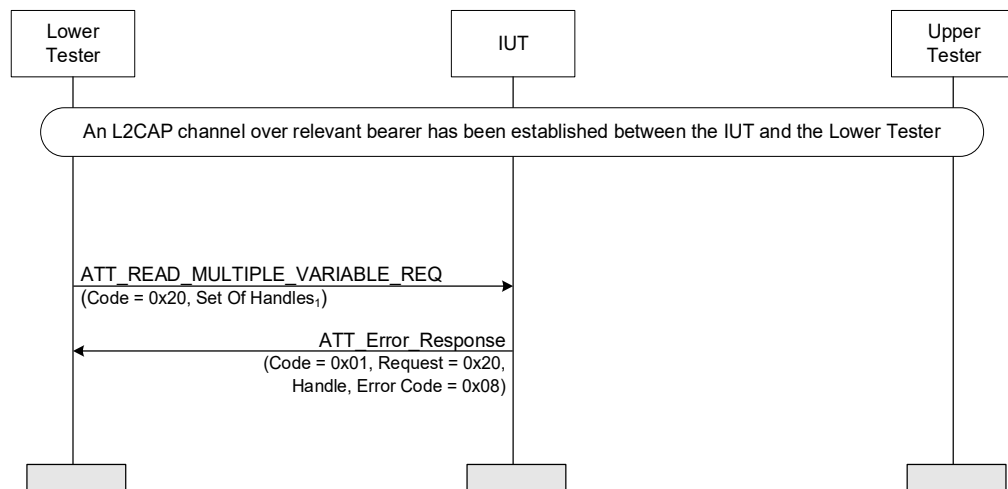 Lower
Tester
IUT
Upper
Tester
An L2CAP channel over relevant bearer has been established between the IUT and the Lower Tester
ATT_READ_MULTIPLE_VARIABLE_REQ
(Code = 0x20, Set Of Handles₁)
ATT_Error_Response
(Code = 0x01, Request = 0x20,
Handle, Error Code = 0x08)